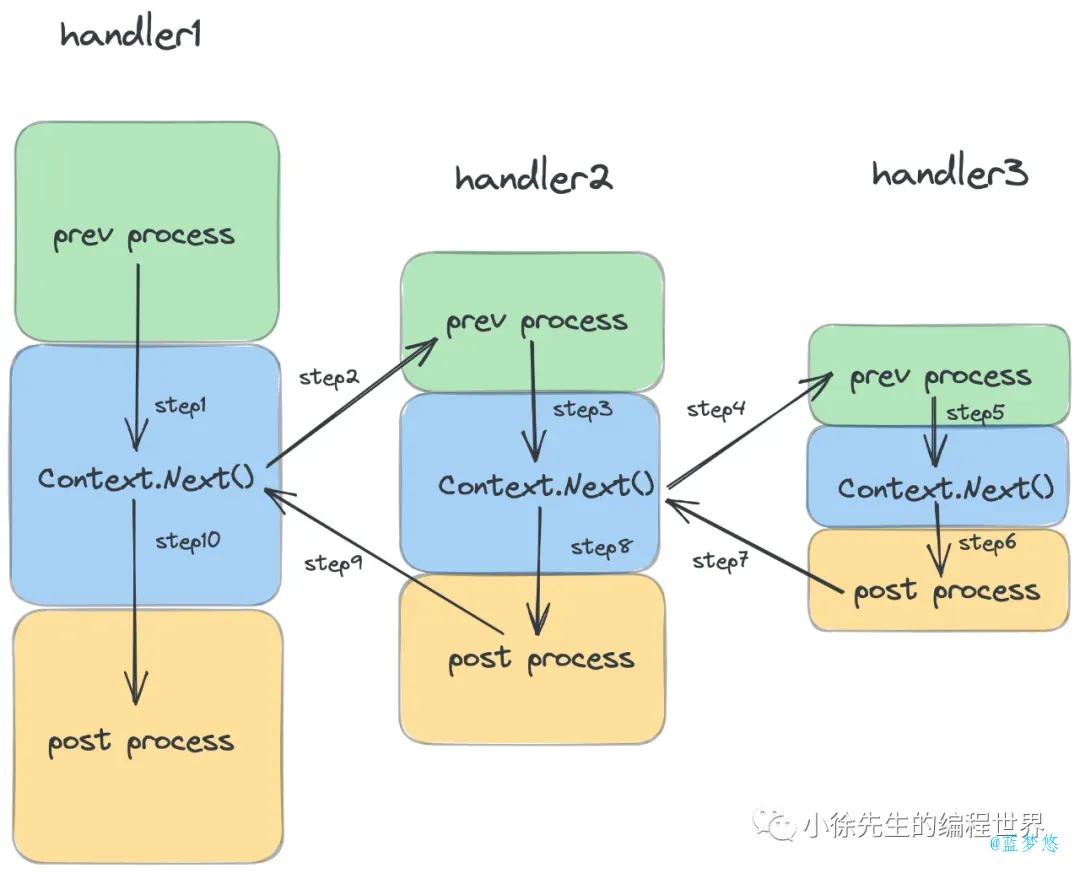 handler1
prev process
step1
Context.Next()
step10
post process
step2
step9
handler2
prev process
step3
Context.Next()
step8
post process
step4
step7
handler3
prev process
step5
Context.Next()
step6
post process
小徐先生的编程世界
@蓝梦悠